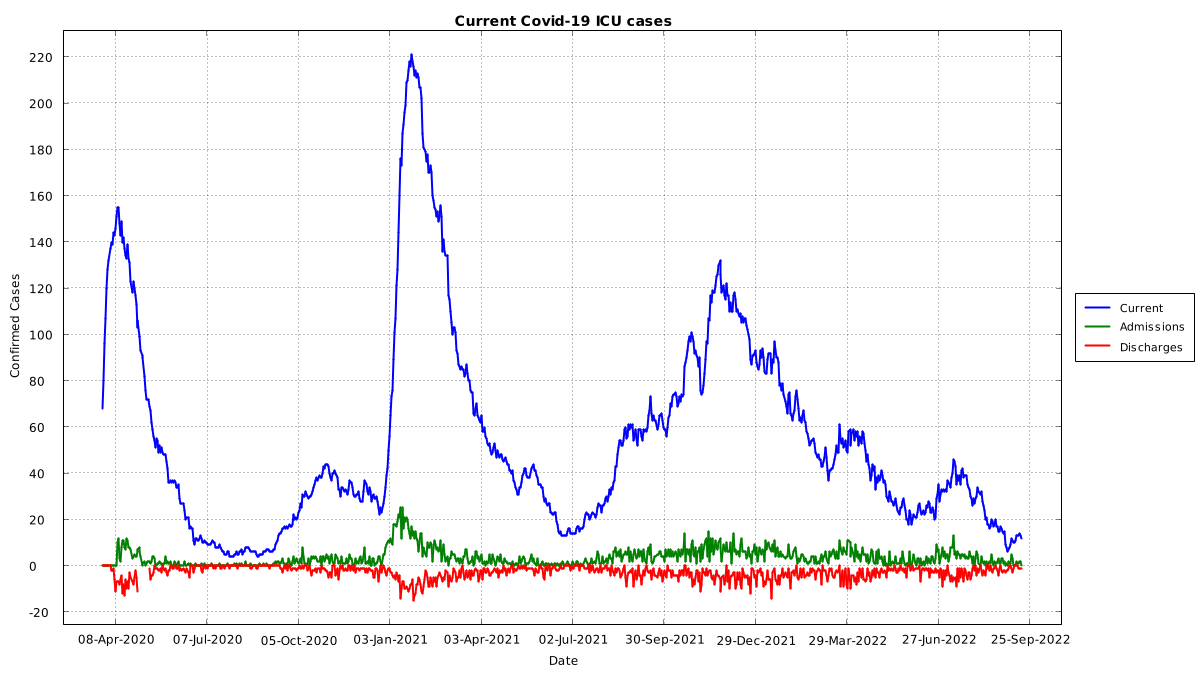 Current Covid-19 ICU cases
220
200
180
160
140
120
100
80
60
40
20
0
-20
Confirmed Cases
08-Apr-2020 07-Jul-2020 05-Oct-2020 03-Jan-2021 03-Apr-2021 02-Jul-2021 30-Sep-2021 29-Dec-2021 29-Mar-2022 27-Jun-2022 25-Sep-2022
Date
Current
Admissions
Discharges